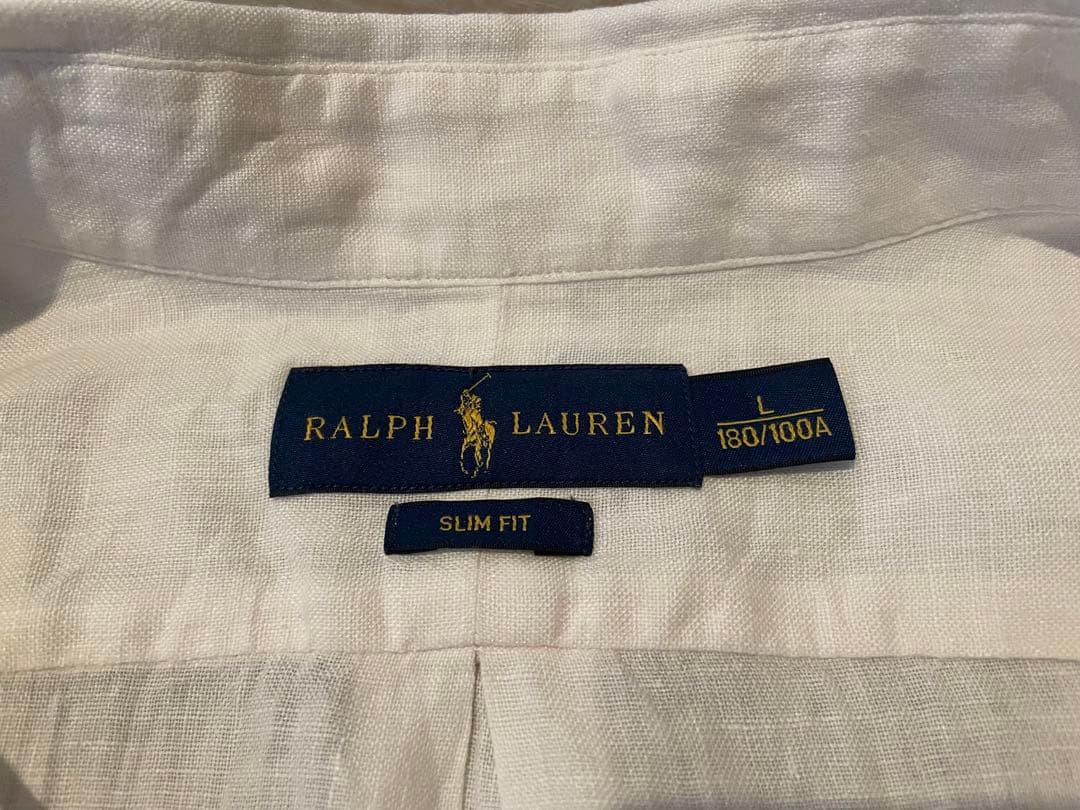 RALPH LAUREN
L
180/100A
SLIM FIT